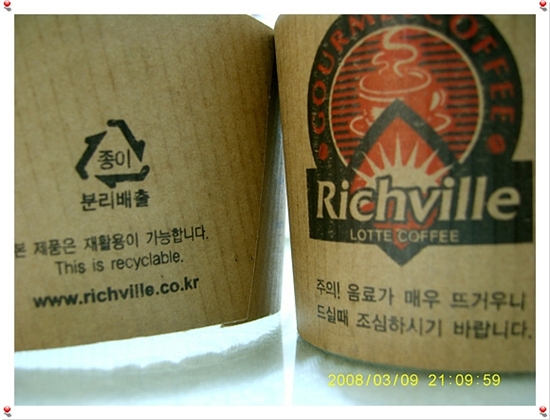 종이
분리배출
본 제품은 재활용이 가능합니다.
This is recyclable.
www.richville.co.kr
GOURMET COFFEE
Richville
LOTTE COFFEE
주의! 음료가 매우 뜨거우니
드실때 조심하시기 바랍니다.
2008/03/09 21:09:59